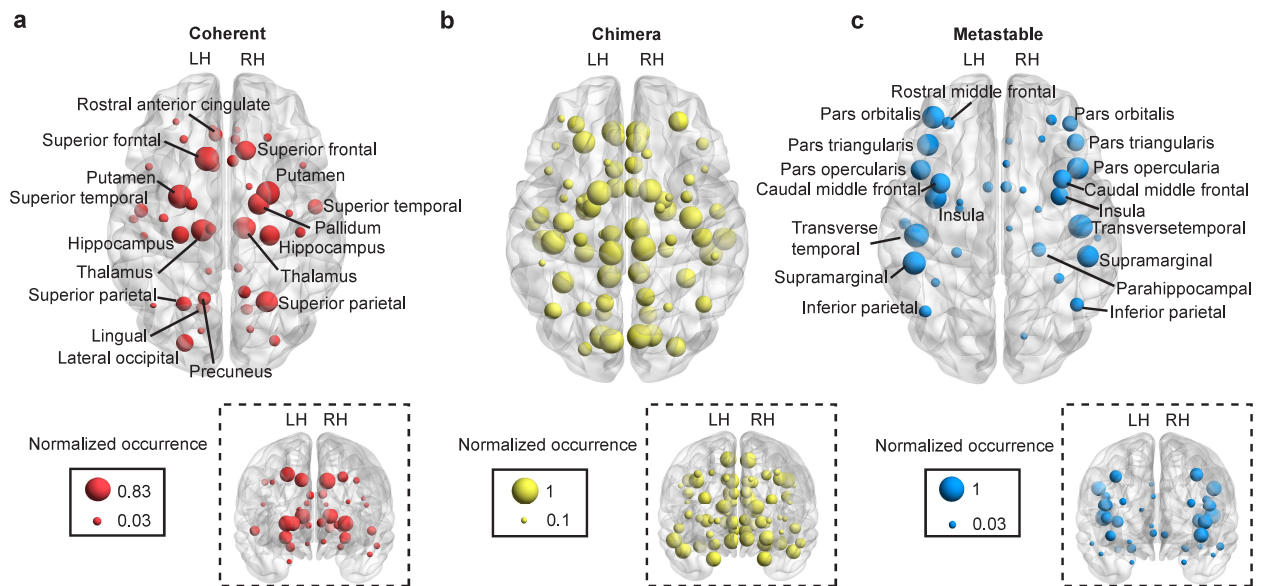 a
Coherent
LH RH
Rostral anterior cingulate
Superior forntal
Superior frontal
Putamen
Putamen
Superior temporal
Superior temporal
Pallidum
Hippocampus
Hippocampus
Thalamus
Thalamus
Superior parietal
Superior parietal
Lingual
Lateral occipital
Precuneus
Normalized occurrence
0.83
0.03
LH RH
b
Chimera
LH RH
Normalized occurrence
1
0.1
LH RH
c
Metastable
LH RH
Rostral middle frontal
Pars orbitalis
Pars orbitalis
Pars triangularis
Pars triangularis
Pars opercularis
Pars opercularia
Caudal middle frontal
Caudal middle frontal
Insula
Insula
Transverse
temporal
Transversetemporal
Supramarginal
Supramarginal
Parahippocampal
Inferior parietal
Inferior parietal
Normalized occurrence
1
0.03
LH RH